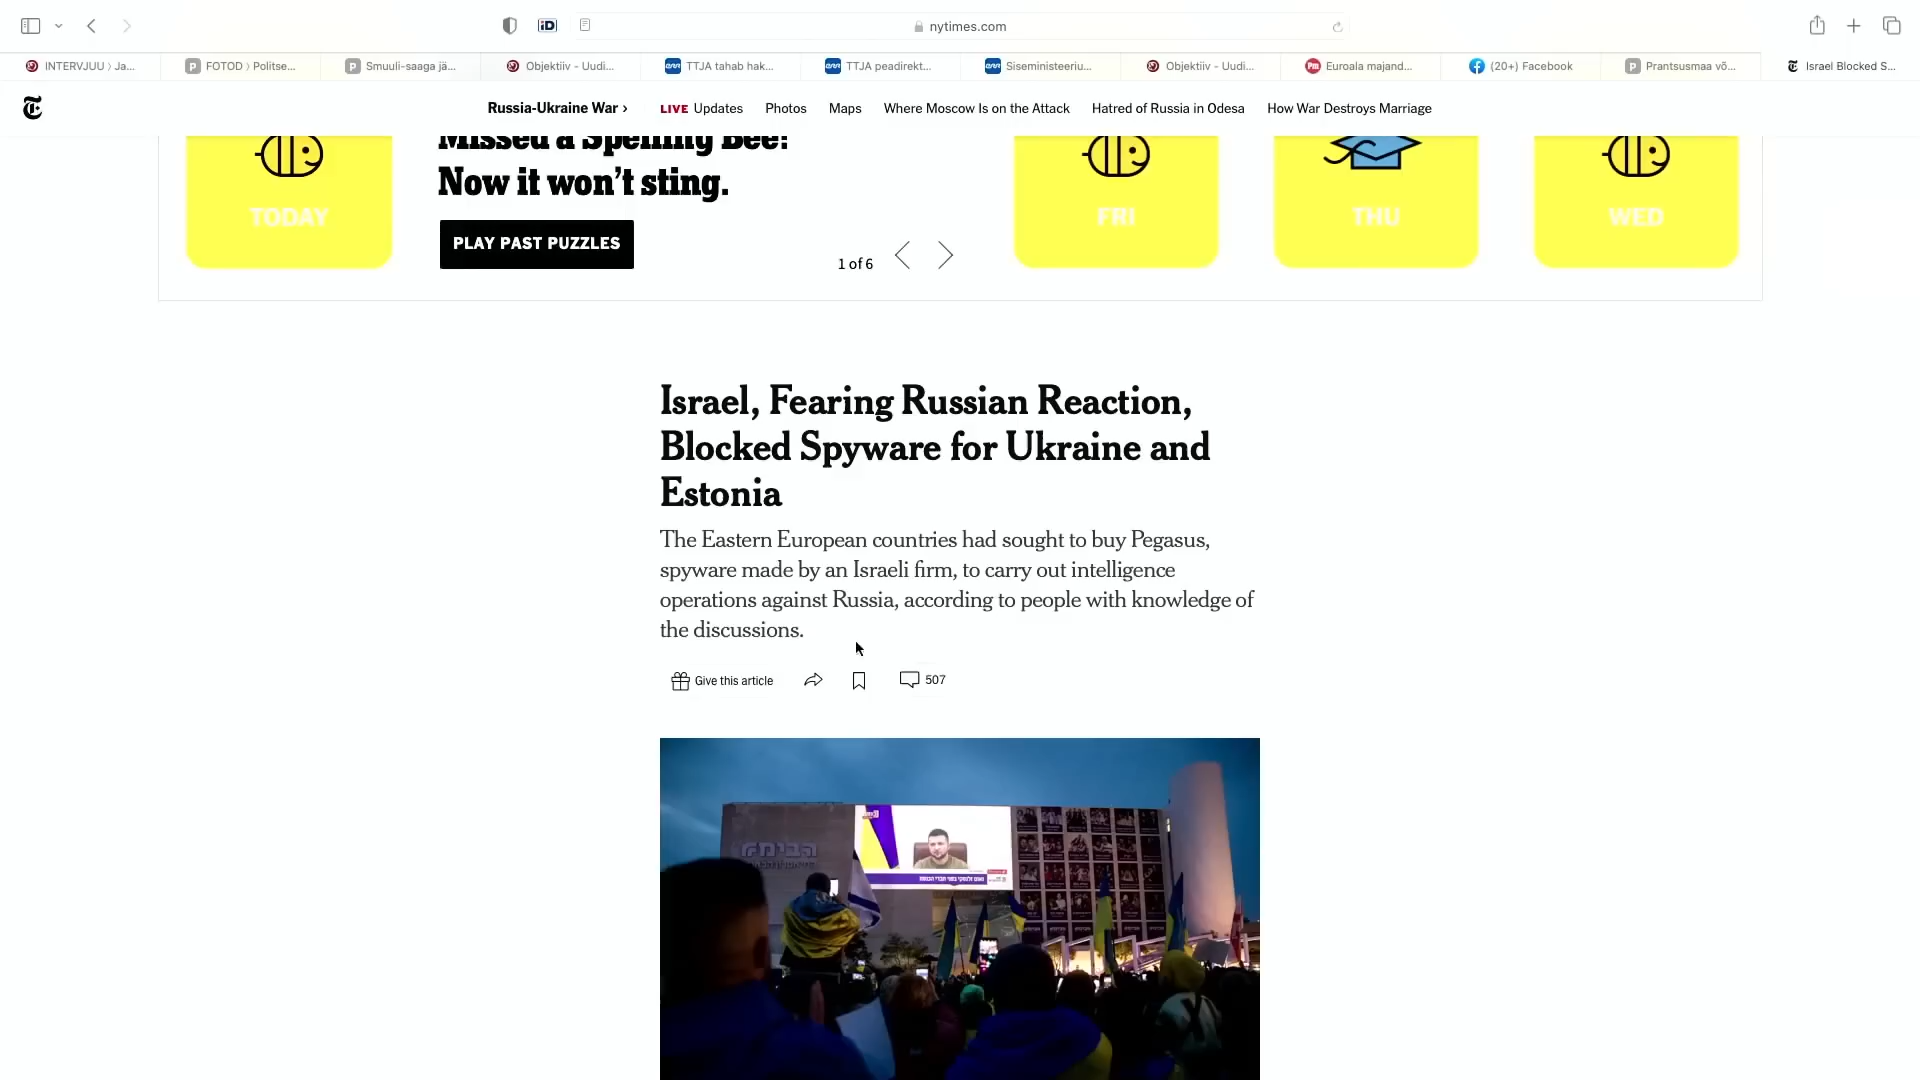 nytimes.com
INTERVJUU › Ja...
FOTOD › Politse...
Smuuli-saaga jä...
Objektiiv - Uudi...
TTJA tahab hak...
TTJA peadirekt...
Siseministeeriu...
Objektiiv - Uudi...
Euroala majand...
(20+) Facebook
Prantsusmaa võ...
Israel Blocked S...
Russia-Ukraine War ›
LIVE Updates
Photos
Maps
Where Moscow Is on the Attack
Hatred of Russia in Odesa
How War Destroys Marriage
Missed a Spelling Bee?
Now it won't sting.
TODAY
FRI
THU
WED
PLAY PAST PUZZLES
1 of 6
Israel, Fearing Russian Reaction,
Blocked Spyware for Ukraine and
Estonia
The Eastern European countries had sought to buy Pegasus,
spyware made by an Israeli firm, to carry out intelligence
operations against Russia, according to people with knowledge of
the discussions.
Give this article
507
הבימה